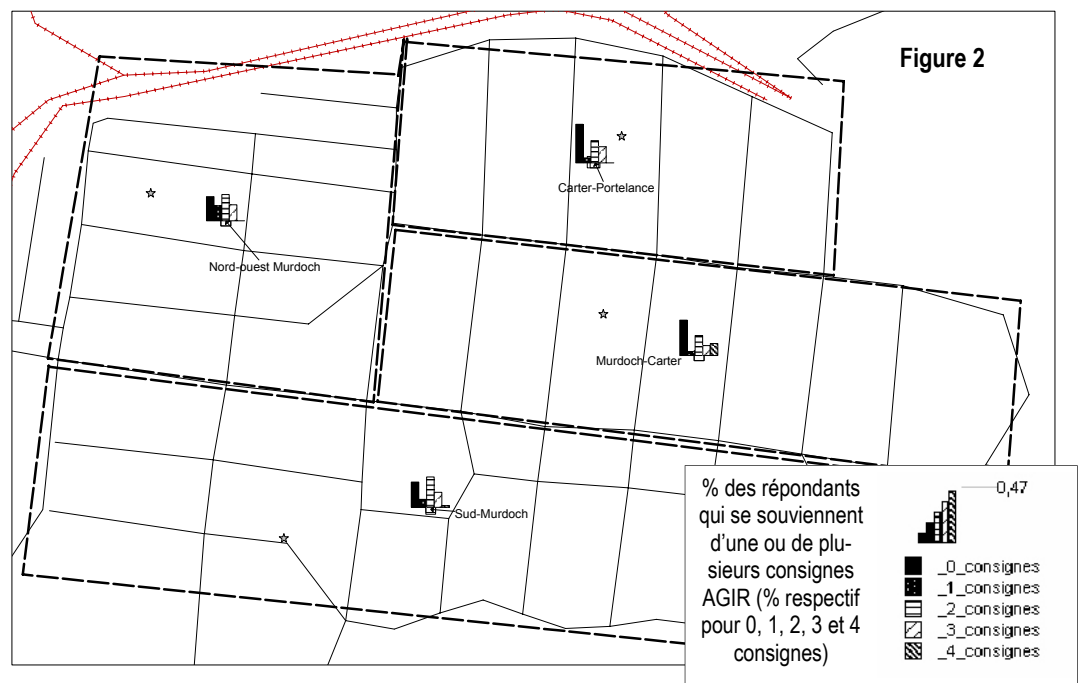 Figure 2
Carter-Portelance
Nord-ouest Murdoch
Murdoch-Carter
Sud-Murdoch
% des répondants
qui se souviennent
d'une ou de plu-
sieurs consignes
AGIR (% respectif
pour 0, 1, 2, 3 et 4
consignes)
0,47
_0_consignes
_1_consignes
_2_consignes
_3_consignes
_4_consignes